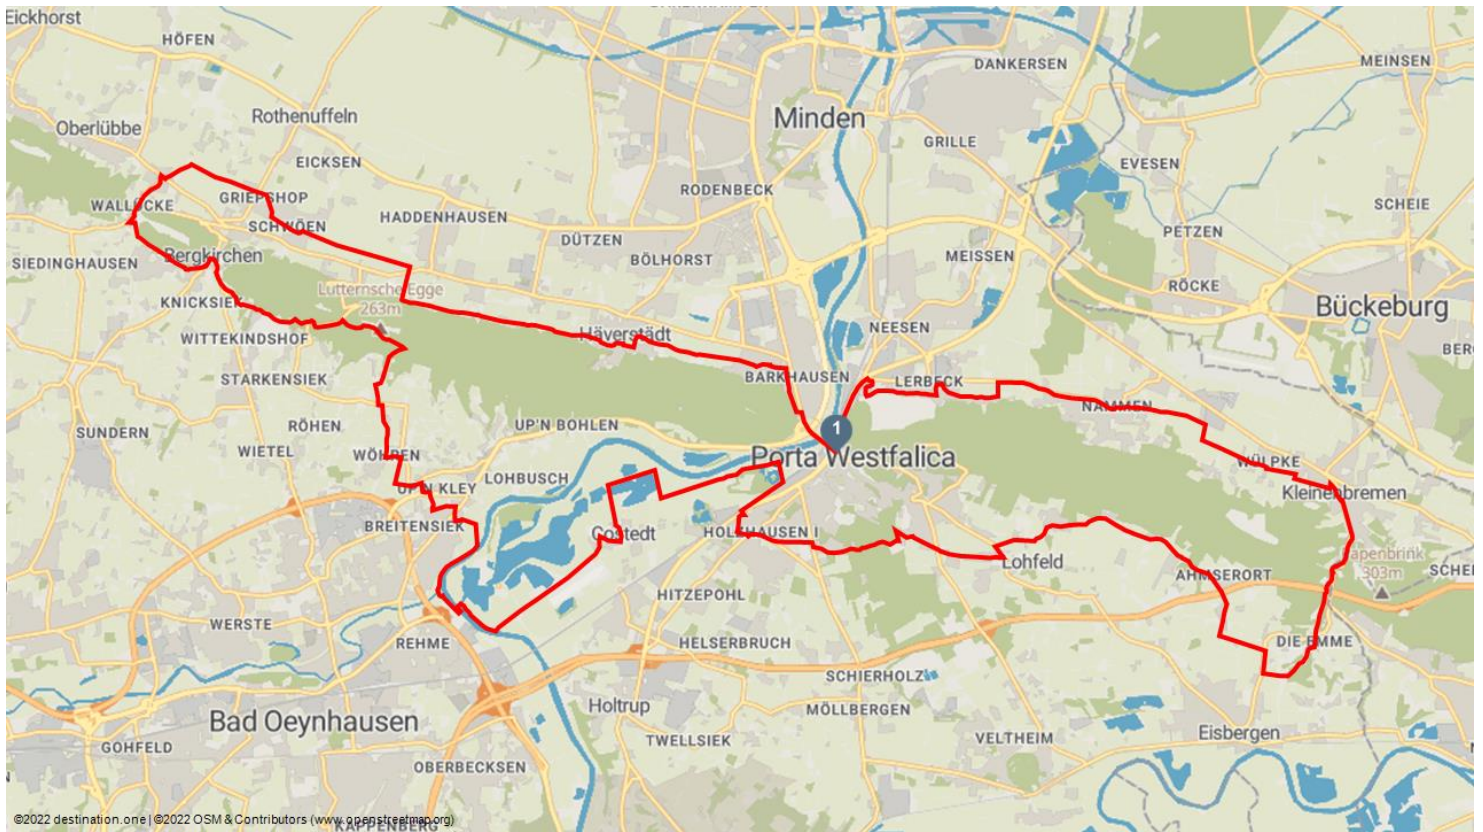 Eickhorst
HÖFEN
DANKERSEN
MEINSEN
Minden
Rothenuffeln
Oberlübbe
GRILLE
EICKSEN
EVESEN
RODENBECK
WALLÜCKE
GRIEPSHOP
SCHEIE
HADDENHAUSEN
SCHWÖEN
PETZEN
DÜTZEN
Bergkirchen
BÖLHORST
MEISSEN
SIEDINGHAUSEN
RÖCKE
Lutternsche Egge
263m
KNICKSIEK
Bückeburg
NEESEN
WITTEKINDSHOF
Häverstädt
STARKENSIEK
BARKHAUSEN
LERBECK
NAMMEN
RÖHEN
UP'N BOHLEN
1
SUNDERN
WIETEL
WÖHREN
Porta Westfalica
WÜLPKE
LOHBUSCH
UP'N KLEY
Kleinenbremen
BREITENSIEK
Costedt
HOLZHAUSEN I
Lohfeld
303m
AHMSERORT
HITZEPOHL
WERSTE
REHME
HELSERBRUCH
DIE EMME
SCHIERHOLZ
Holtrup
MÖLLBERGEN
Bad Oeynhausen
Eisbergen
GOHFELD
TWELLSIEK
VELTHEIM
OBERBECKSEN
©2022 destination.one | ©2022 OSM & Contributors (www.openstreetmap.org)
KAPPENBERG